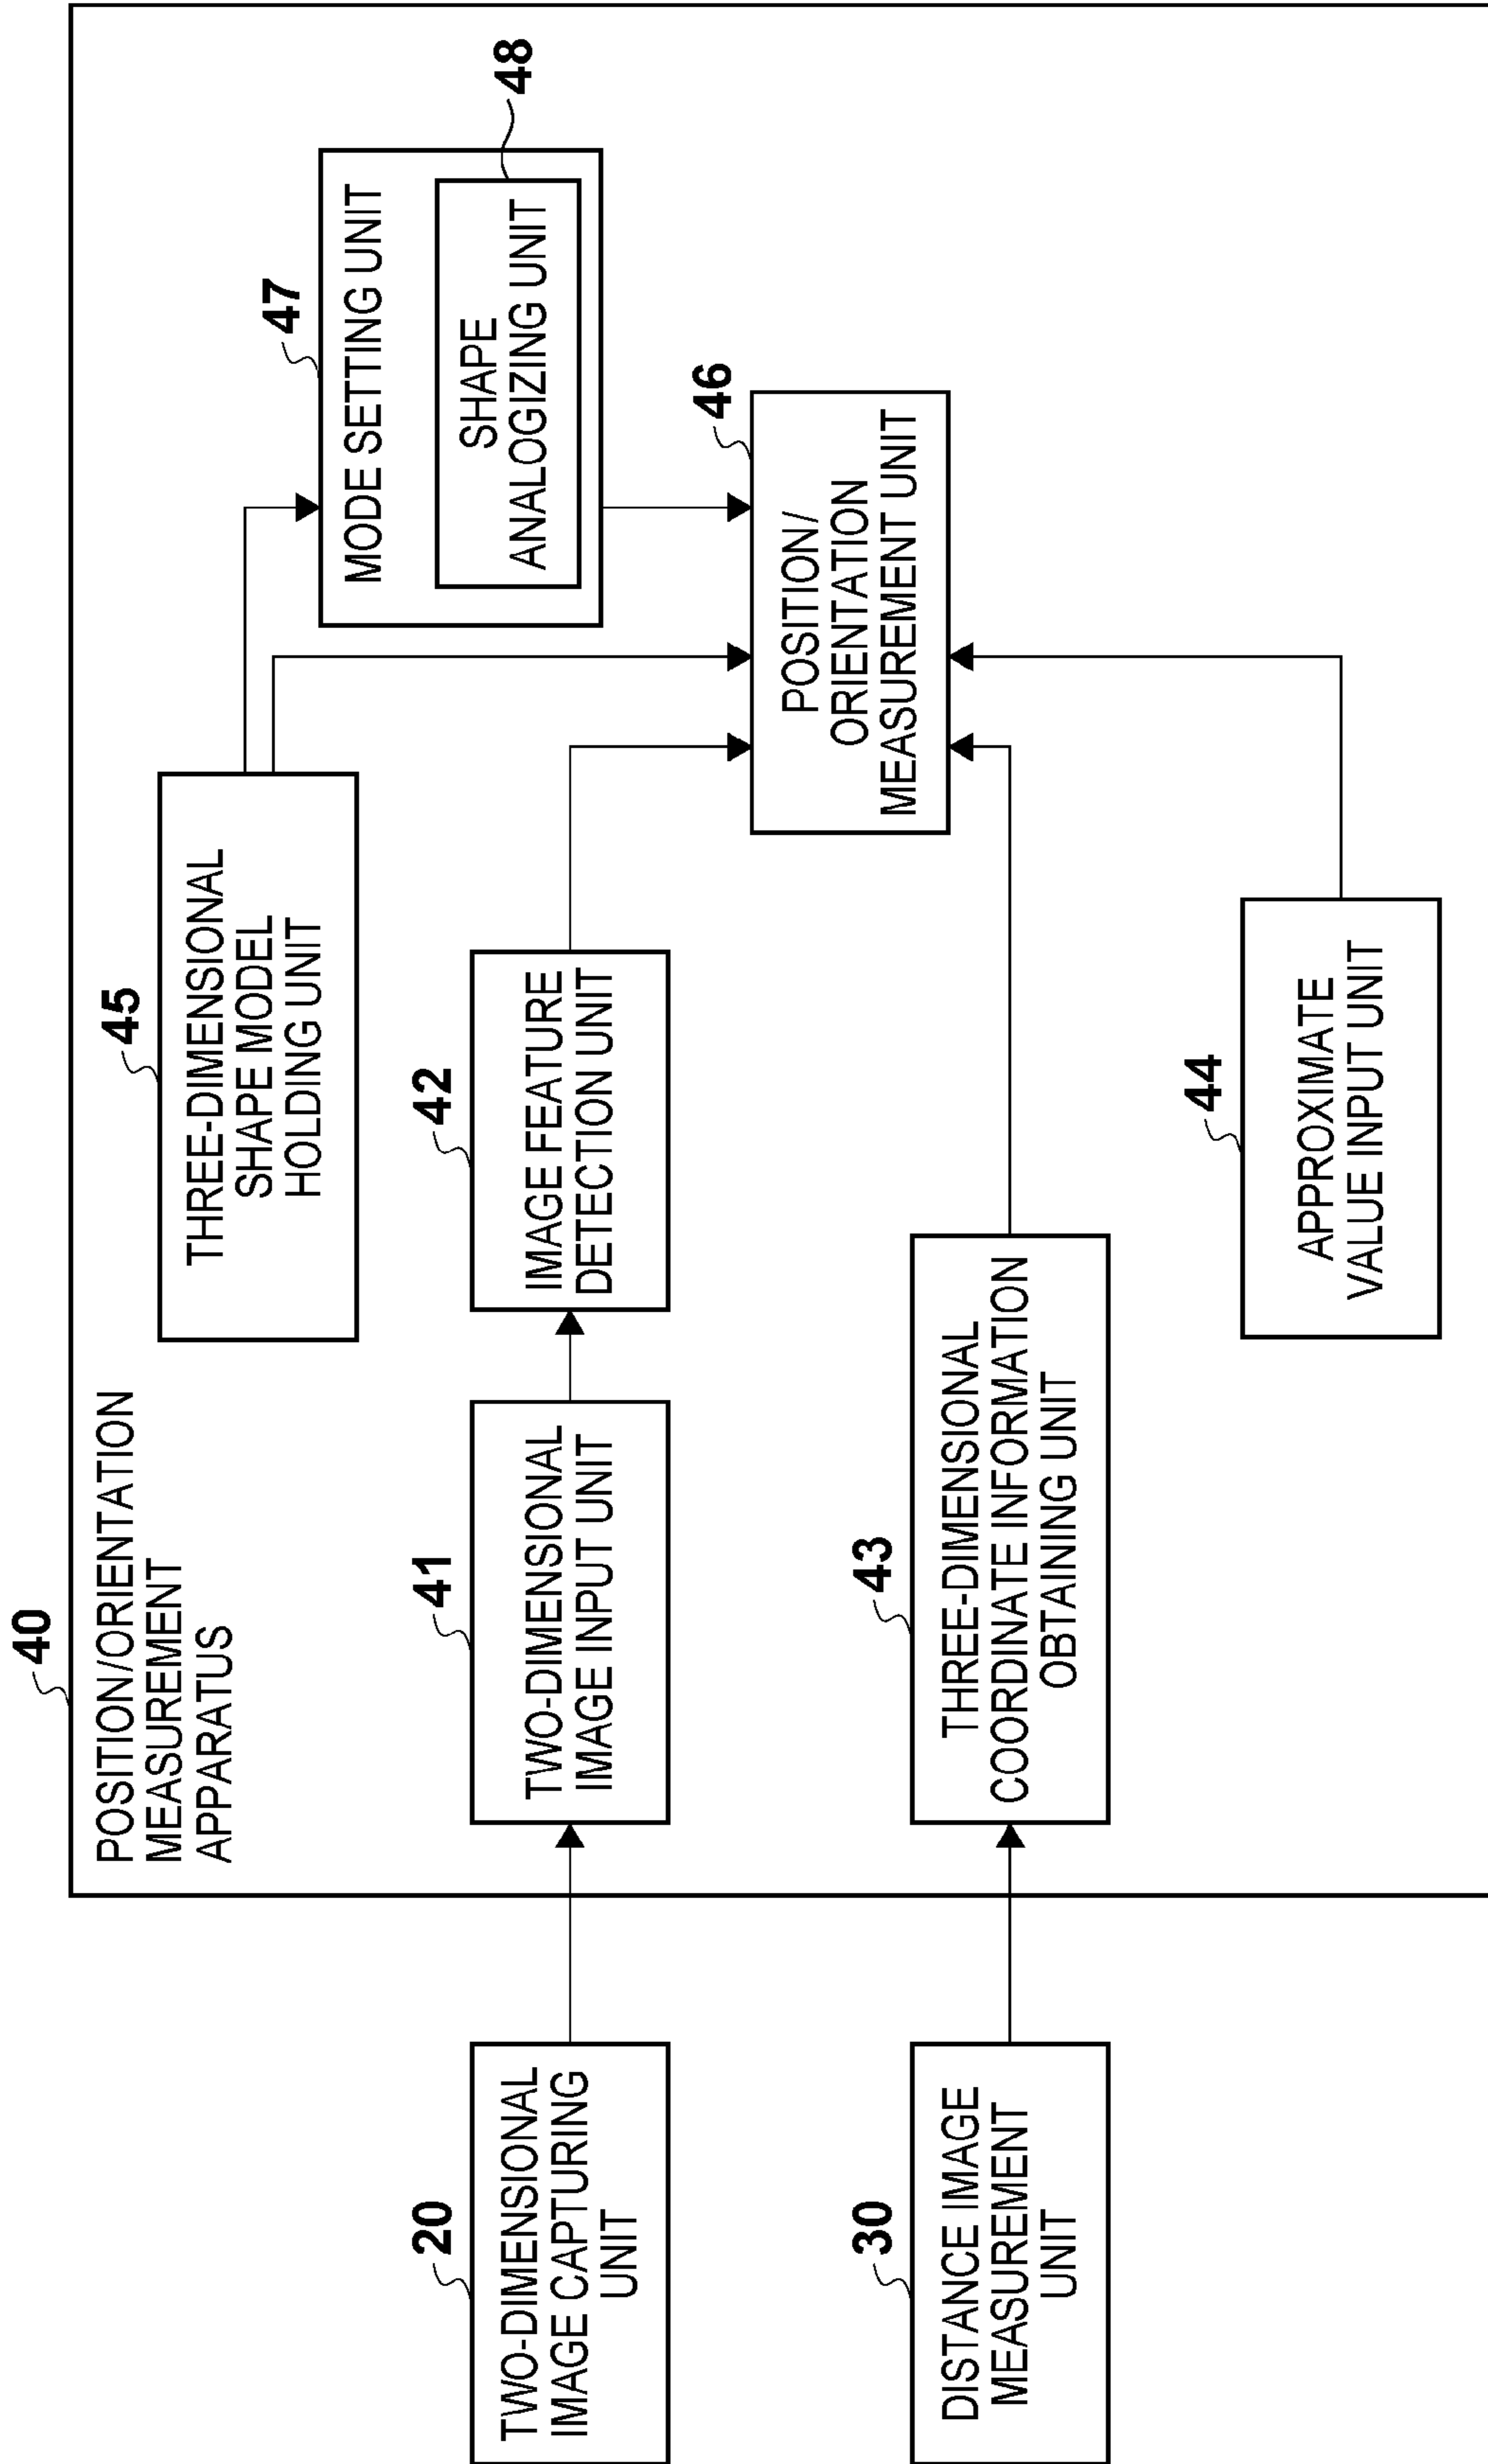 40
POSITION/ORIENTATION
MEASUREMENT
APPARATUS
45
THREE-DIMENSIONAL
SHAPE MODEL
HOLDING UNIT
47
MODE SETTING UNIT
48
SHAPE
ANALOGIZING UNIT
20
TWO-DIMENSIONAL
IMAGE CAPTURING
UNIT
41
TWO-DIMENSIONAL
IMAGE INPUT UNIT
42
IMAGE FEATURE
DETECTION UNIT
46
POSITION/
ORIENTATION
MEASUREMENT UNIT
30
DISTANCE IMAGE
MEASUREMENT
UNIT
43
THREE-DIMENSIONAL
COORDINATE INFORMATION
OBTAINING UNIT
44
APPROXIMATE
VALUE INPUT UNIT